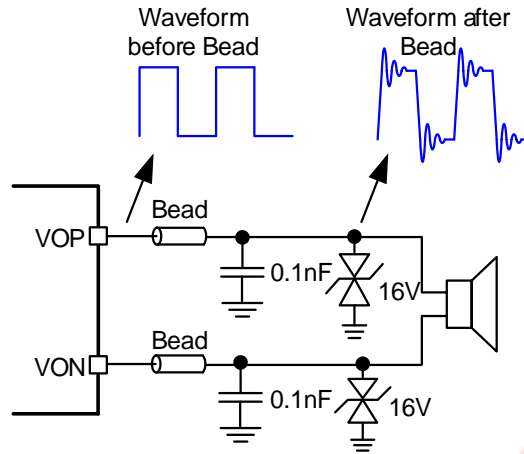 Waveform
before Bead
Waveform after
Bead
Bead
VOP
0.1nF
16V
Bead
VON
0.1nF
16V